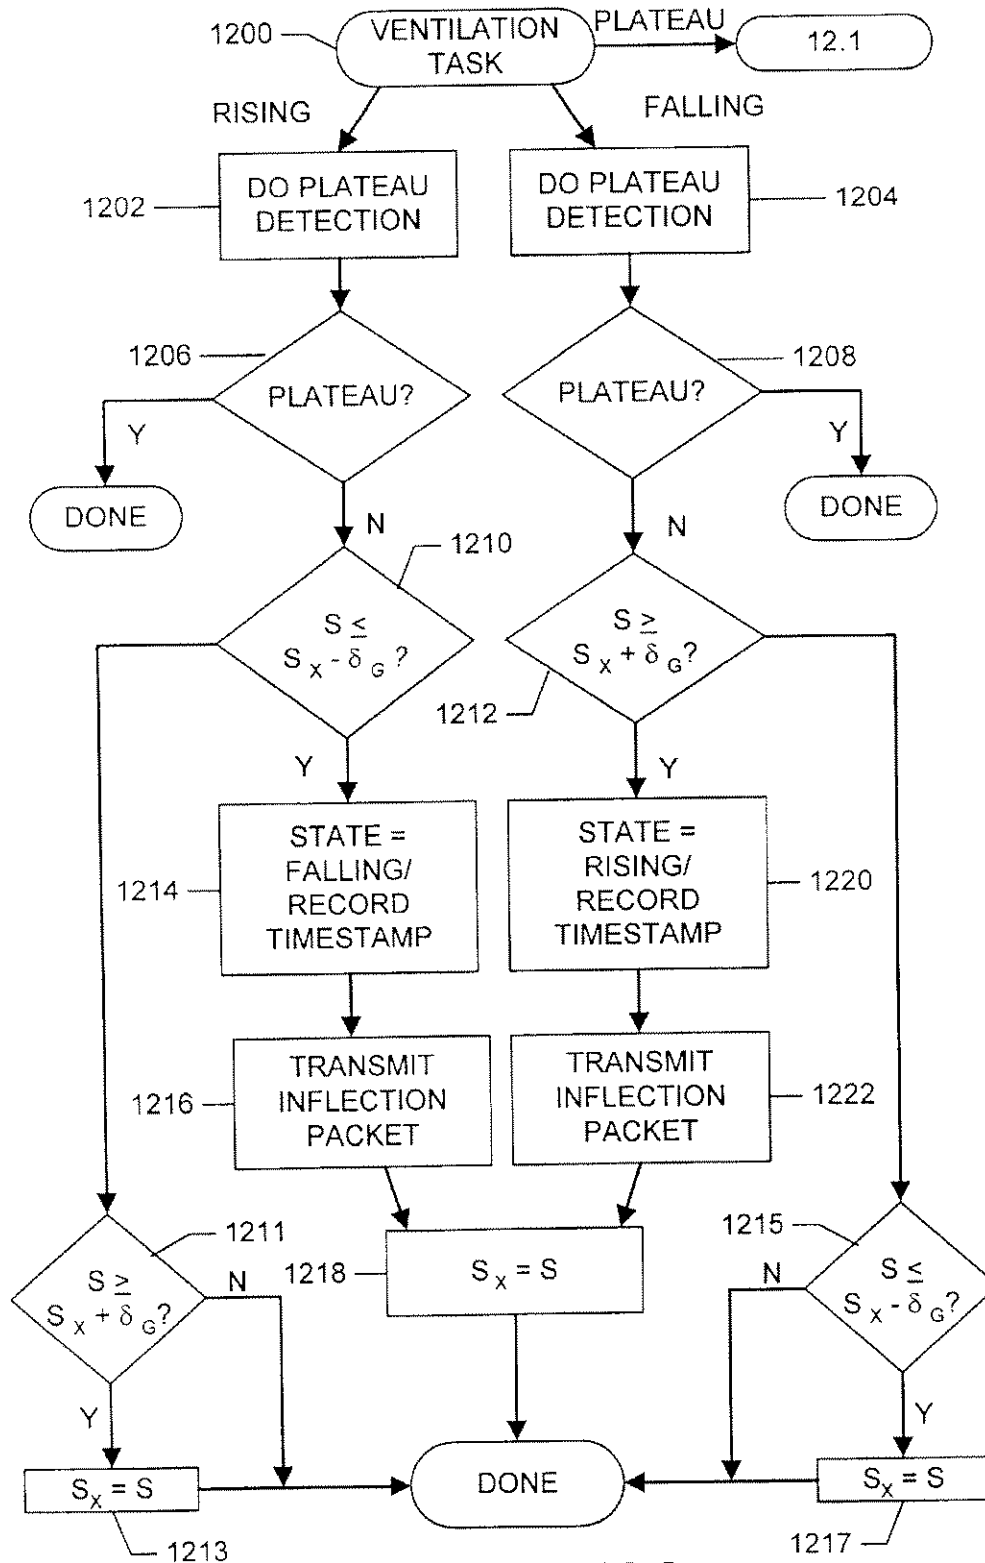 1200
VENTILATION
TASK
PLATEAU
12.1
RISING
FALLING
1202
DO PLATEAU
DETECTION
DO PLATEAU
DETECTION
1204
1206
PLATEAU?
PLATEAU?
1208
Y
DONE
Y
DONE
N
N
1210
S ≤
S X - δ G ?
S ≥
S X + δ G ?
1212
Y
Y
1214
STATE =
FALLING/
RECORD
TIMESTAMP
STATE =
RISING/
RECORD
TIMESTAMP
1220
1216
TRANSMIT
INFLECTION
PACKET
TRANSMIT
INFLECTION
PACKET
1222
1211
S ≥
S X + δ G ?
N
1218
S X = S
1215
N
S ≤
S X - δ G ?
Y
Y
S X = S
DONE
S X = S
1213
1217